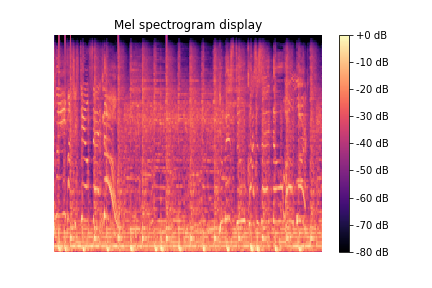 Mel spectrogram display
+0 dB
-10 dB
-20 dB
-30 dB
-40 dB
-50 dB
-60 dB
-70 dB
-80 dB